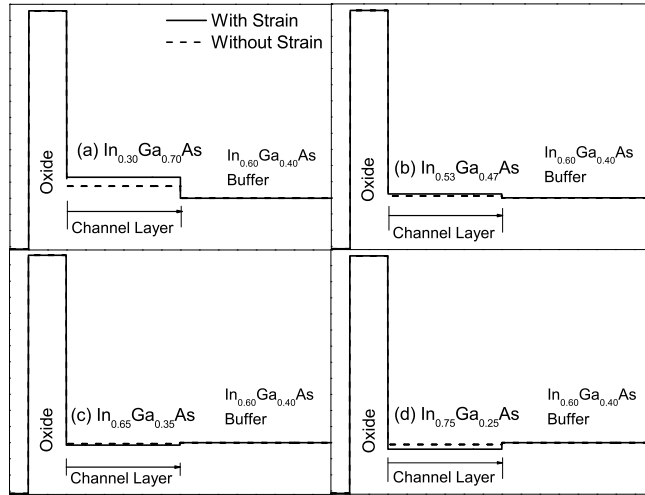 With Strain
Without Strain
Oxide
(a) In0.30Ga0.70As
In0.60Ga0.40As
Buffer
Channel Layer
Oxide
(b) In0.53Ga0.47As
In0.60Ga0.40As
Buffer
Channel Layer
Oxide
(c) In0.65Ga0.35As
In0.60Ga0.40As
Buffer
Channel Layer
Oxide
(d) In0.75Ga0.25As
In0.60Ga0.40As
Buffer
Channel Layer